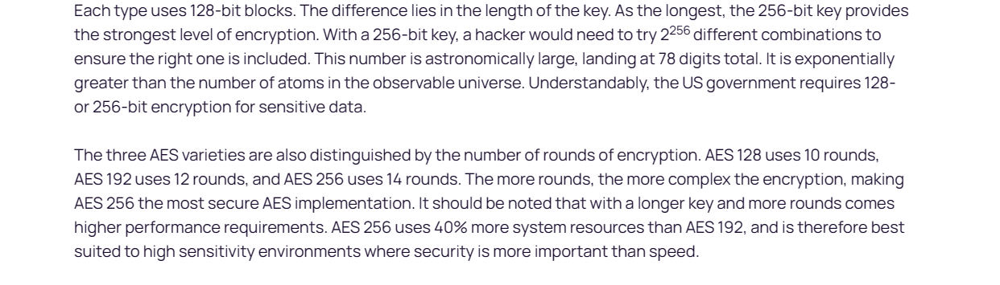 Each type uses 128-bit blocks. The difference lies in the length of the key. As the longest, the 256-bit key provides
the strongest level of encryption. With a 256-bit key, a hacker would need to try 2²⁵⁶ different combinations to
ensure the right one is included. This number is astronomically large, landing at 78 digits total. It is exponentially
greater than the number of atoms in the observable universe. Understandably, the US government requires 128-
or 256-bit encryption for sensitive data.
The three AES varieties are also distinguished by the number of rounds of encryption. AES 128 uses 10 rounds,
AES 192 uses 12 rounds, and AES 256 uses 14 rounds. The more rounds, the more complex the encryption, making
AES 256 the most secure AES implementation. It should be noted that with a longer key and more rounds comes
higher performance requirements. AES 256 uses 40% more system resources than AES 192, and is therefore best
suited to high sensitivity environments where security is more important than speed.